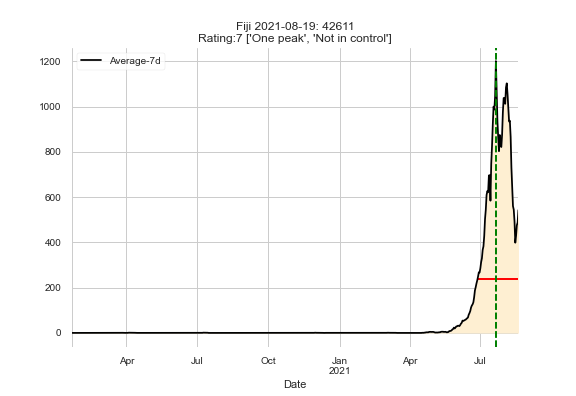 Fiji 2021-08-19: 42611
Rating:7 ['One peak', 'Not in control']
Average-7d
1200
1000
800
600
400
200
0
Apr Jul Oct Jan Apr Jul
2021
Date